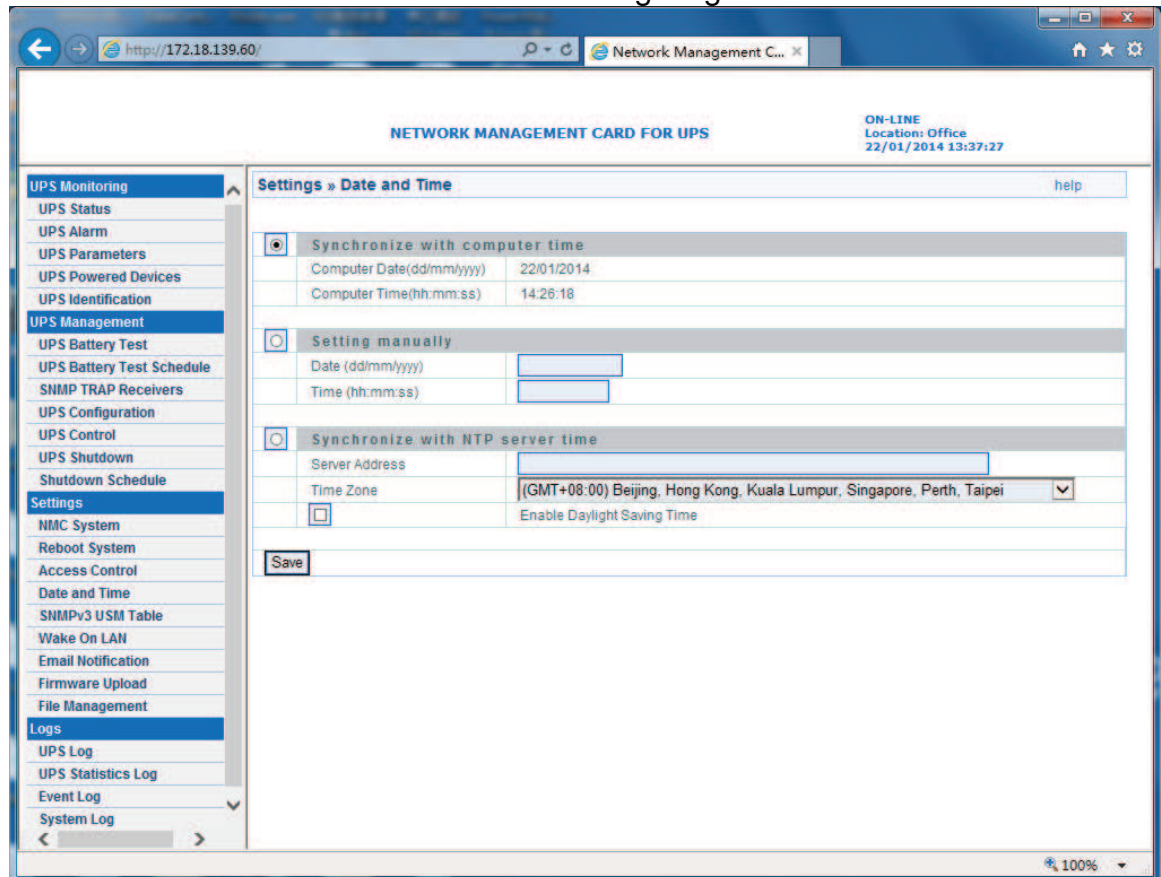 http://172.18.139.60/
Network Management C...
NETWORK MANAGEMENT CARD FOR UPS
ON-LINE
Location: Office
22/01/2014 13:37:27
UPS Monitoring
UPS Status
UPS Alarm
UPS Parameters
UPS Powered Devices
UPS Identification
UPS Management
UPS Battery Test
UPS Battery Test Schedule
SNMP TRAP Receivers
UPS Configuration
UPS Control
UPS Shutdown
Shutdown Schedule
Settings
NMC System
Reboot System
Access Control
Date and Time
SNMPv3 USM Table
Wake On LAN
Email Notification
Firmware Upload
File Management
Logs
UPS Log
UPS Statistics Log
Event Log
System Log
Settings » Date and Time
help
Synchronize with computer time
Computer Date(dd/mm/yyyy) 22/01/2014
Computer Time(hh:mm:ss) 14:26:18
Setting manually
Date (dd/mm/yyyy)
Time (hh:mm:ss)
Synchronize with NTP server time
Server Address
Time Zone (GMT+08:00) Beijing, Hong Kong, Kuala Lumpur, Singapore, Perth, Taipei
Enable Daylight Saving Time
Save
100%